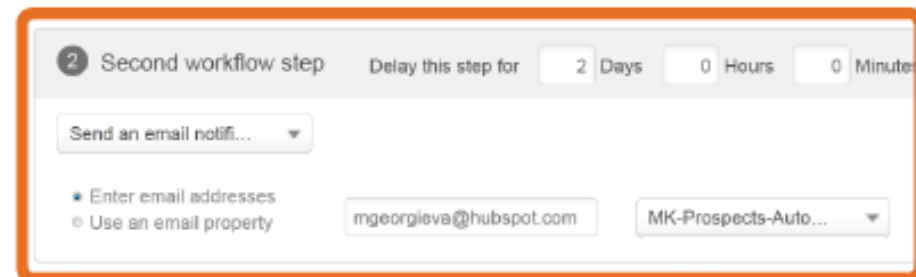 2 Second workflow step Delay this step for 2 Days 0 Hours 0 Minutes
Send an email notifi...
Enter email addresses
Use an email property
mgeorgieva@hubspot.com MK-Prospects-Auto...